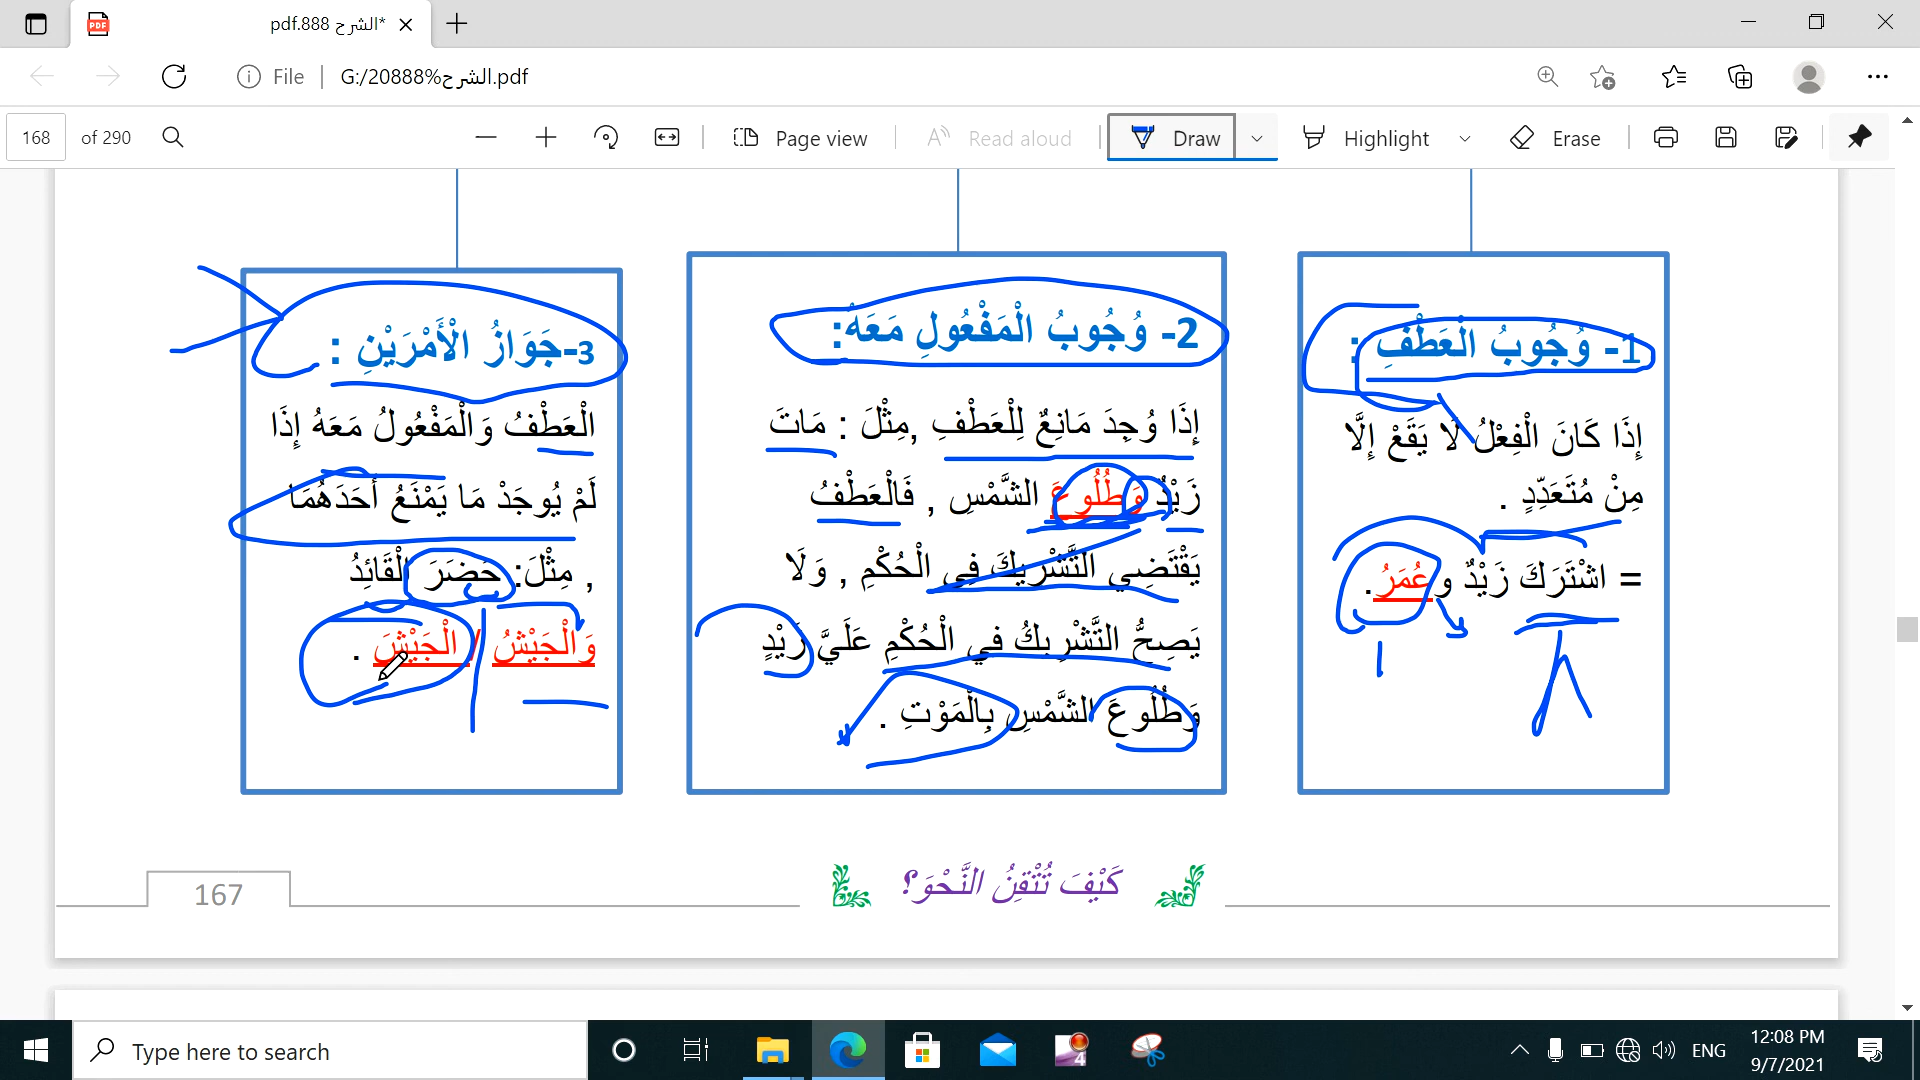 *الشرح 888.pdf
File
G:/20888%الشرح.pdf
168 of 290
Page view
Read aloud
Draw
Highlight
Erase
1- وُجُوبُ الْعَطْفِ :
إِذَا كَانَ الْفِعْلُ لَا يَقَعْ إِلَّا
مِنْ مُتَعَدِّدٍ .
= اشْتَرَكَ زَيْدٌ و عُمَرُ.
2- وُجُوبُ الْمَفْعُولِ مَعَهُ:
إِذَا وُجِدَ مَانِعٌ لِلْعَطْفِ ,مِثْلَ : مَاتَ
زَيْدٌ وَطُلُوعَ الشَّمْسِ , فَالْعَطْفُ
يَقْتَضِي التَّشْرِيكَ فِي الْحُكْمِ , وَلَا
يَصِحُّ التَّشْرِيكُ فِي الْحُكْمِ عَلَيَّ زَيْدٍ
وَطُلُوعَ الشَّمْسِ بِالْمَوْتِ .
3-جَوَازُ الْأَمْرَيْنِ :
الْعَطْفُ وَالْمَفْعُولُ مَعَهُ إِذَا
لَمْ يُوجَدْ مَا يَمْنَعُ أَحَدَهُمَا
, مِثْلَ: حَضَرَ الْقَائِدُ
وَالْجَيْشُ / الْجَيْشَ .
كَيْفَ تُتْقِنُ النَّحْوَ؟
167
Type here to search
4
ENG
12:08 PM
9/7/2021